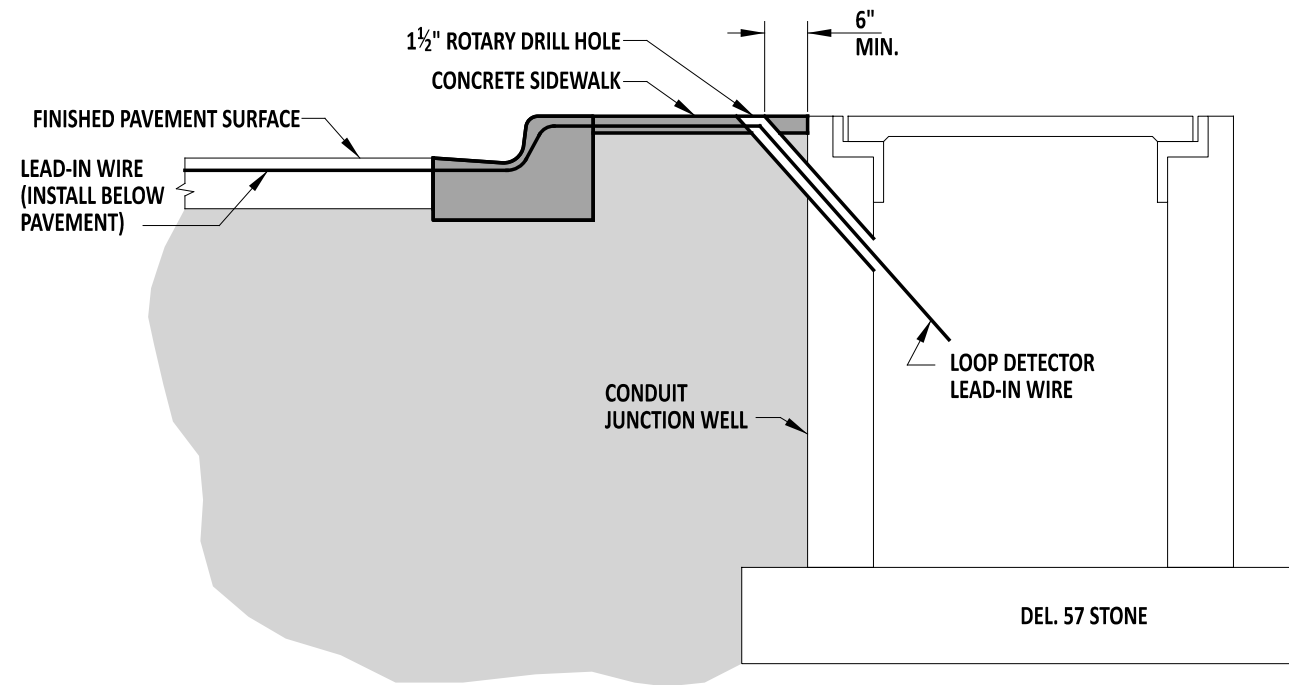 6"
MIN.
1½" ROTARY DRILL HOLE
CONCRETE SIDEWALK
FINISHED PAVEMENT SURFACE
LEAD-IN WIRE
(INSTALL BELOW
PAVEMENT)
LOOP DETECTOR
LEAD-IN WIRE
CONDUIT
JUNCTION WELL
DEL. 57 STONE